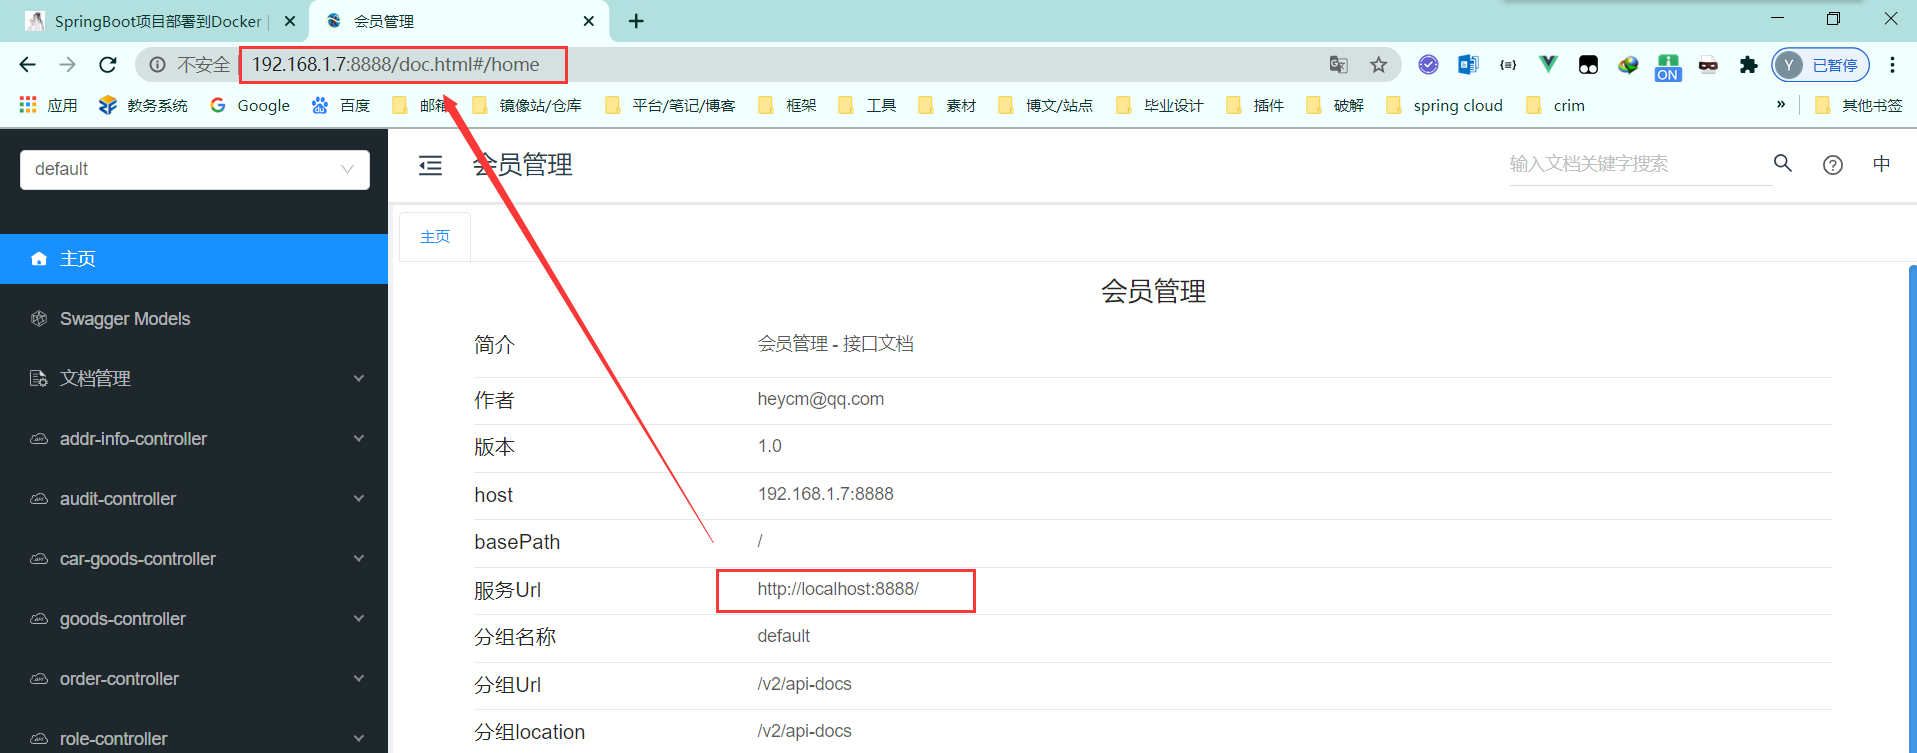 SpringBoot项目部署到Docker
会员管理
不安全
192.168.1.7:8888/doc.html#/home
ON
Y
已暂停
应用
教务系统
Google
百度
邮箱
镜像站/仓库
平台/笔记/博客
框架
工具
素材
博文/站点
毕业设计
插件
破解
spring cloud
crim
»
其他书签
default
会员管理
输入文档关键字搜索
中
主页
主页
Swagger Models
文档管理
addr-info-controller
audit-controller
car-goods-controller
goods-controller
order-controller
role-controller
会员管理
简介 会员管理 - 接口文档
作者 heycm@qq.com
版本 1.0
host 192.168.1.7:8888
basePath /
服务Url http://localhost:8888/
分组名称 default
分组Url /v2/api-docs
分组location /v2/api-docs